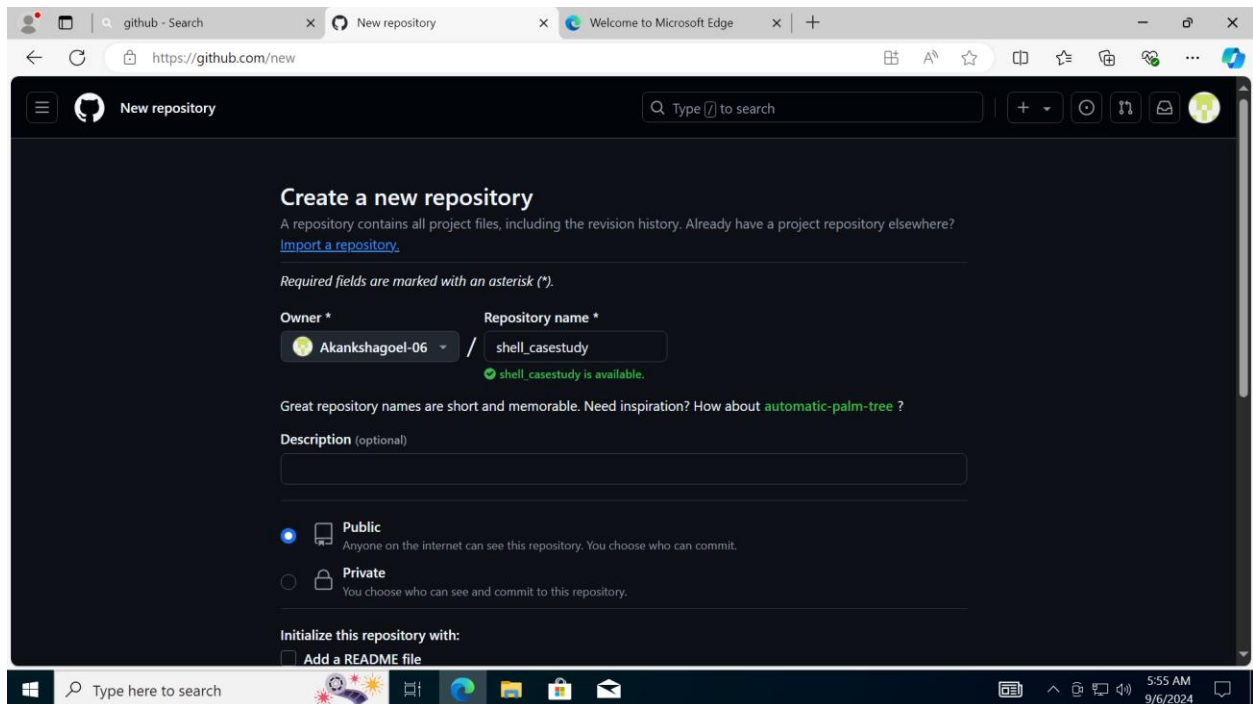 github - Search
New repository
Welcome to Microsoft Edge
https://github.com/new
New repository
Type / to search
Create a new repository
A repository contains all project files, including the revision history. Already have a project repository elsewhere?
Import a repository.
Required fields are marked with an asterisk (*).
Owner * Repository name *
Akankshagoel-06 / shell_casestudy
shell_casestudy is available.
Great repository names are short and memorable. Need inspiration? How about automatic-palm-tree ?
Description (optional)
Public
Anyone on the internet can see this repository. You choose who can commit.
Private
You choose who can see and commit to this repository.
Initialize this repository with:
Add a README file
Type here to search
5:55 AM
9/6/2024